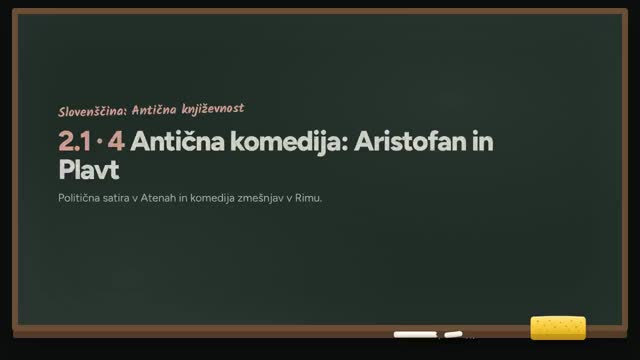 Slovenščina: Antična književnost
2.1 · 4 Antična komedija: Aristofan in
Plavt
Politična satira v Atenah in komedija zmešnjav v Rimu.